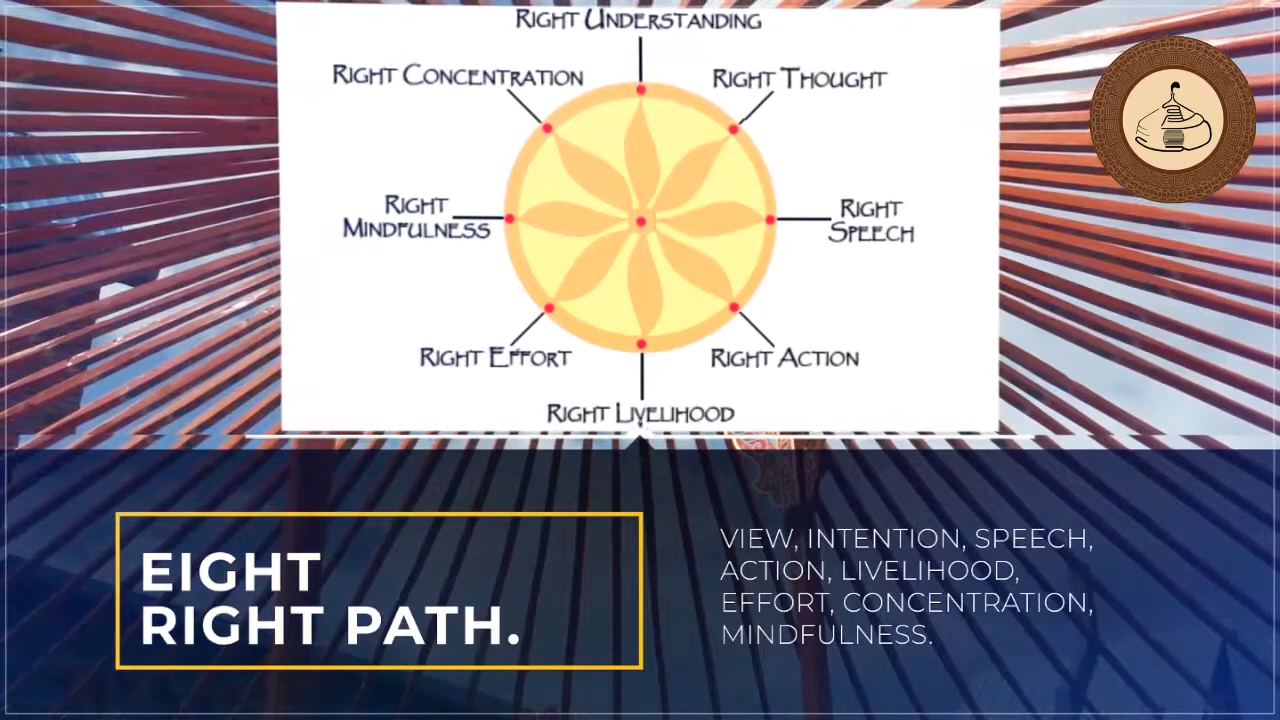 Right Understanding
Right Concentration
Right Thought
Right
Mindfulness
Right
Speech
Right Effort
Right Action
Right Livelihood
EIGHT
RIGHT PATH.
VIEW, INTENTION, SPEECH,
ACTION, LIVELIHOOD,
EFFORT, CONCENTRATION,
MINDFULNESS.